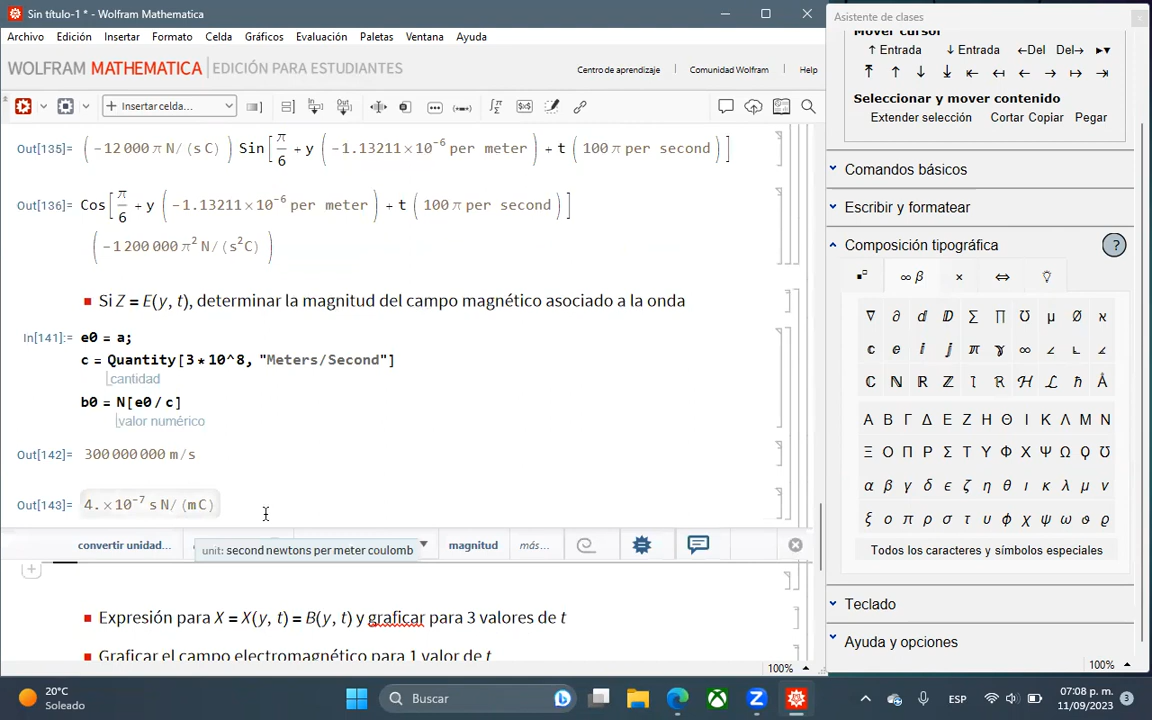 Sin título-1 * - Wolfram Mathematica
Archivo Edición Insertar Formato Celda Gráficos Evaluación Paletas Ventana Ayuda
WOLFRAM MATHEMATICA | EDICIÓN PARA ESTUDIANTES
Centro de aprendizaje | Comunidad Wolfram | Help
Insertar celda...
Out[135]= (-12 000 π N/(s C)) Sin[π/6 + y (-1.13211×10^-6 per meter) + t (100 π per second)]
Out[136]= Cos[π/6 + y (-1.13211×10^-6 per meter) + t (100 π per second)]
(-1 200 000 π² N/(s²C))
Si Z = E(y, t), determinar la magnitud del campo magnético asociado a la onda
In[141]:= e0 = a;
c = Quantity[3*10^8, "Meters/Second"]
cantidad
b0 = N[e0/c]
valor numérico
Out[142]= 300 000 000 m/s
Out[143]= 4.×10^-7 s N/(m C)
convertir unidad... magnitud más...
unit: second newtons per meter coulomb
Expresión para X = X(y, t) = B(y, t) y graficar para 3 valores de t
Graficar el campo electromagnético para 1 valor de t
100%
Asistente de clases
Mover cursor
↑ Entrada ↓ Entrada ←Del Del→ ▸▾
Seleccionar y mover contenido
Extender selección Cortar Copiar Pegar
Comandos básicos
Escribir y formatear
Composición tipográfica ?
∞ β × ⇔
∇ ∂ ⅆ ⅅ ∑ ∏ ℧ µ Ø א
𝕔 ⅇ ⅈ ⅉ π ɣ ∞ ∠ ∟ ∡
ℂ ℕ ℝ ℤ ℩ ℛ ℋ ℒ ℏ Å
Α Β Γ Δ Ε Ζ Η Θ Ι Κ Λ Μ Ν
Ξ Ο Π Ρ Σ Τ Υ Φ Χ Ψ Ω Ϙ ℧
α β γ δ ε ζ η θ ι κ λ μ ν
ξ ο π ρ σ τ υ φ χ ψ ω ϑ ϱ
Todos los caracteres y símbolos especiales
Teclado
Ayuda y opciones
100%
20°C
Soleado
Buscar
ESP
07:08 p. m.
11/09/2023
3